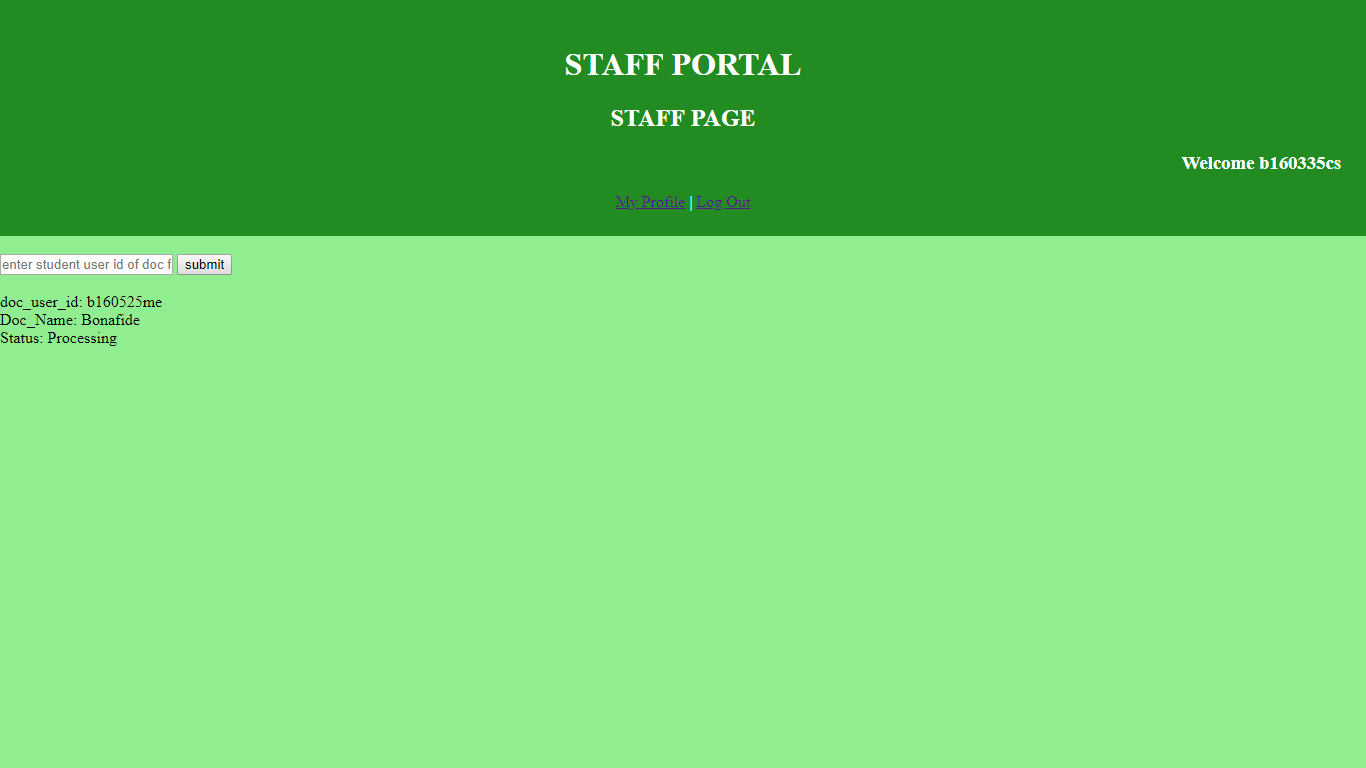 STAFF PORTAL
STAFF PAGE
Welcome b160335cs
My Profile | Log Out
enter student user id of doc f submit
doc_user_id: b160525me
Doc_Name: Bonafide
Status: Processing